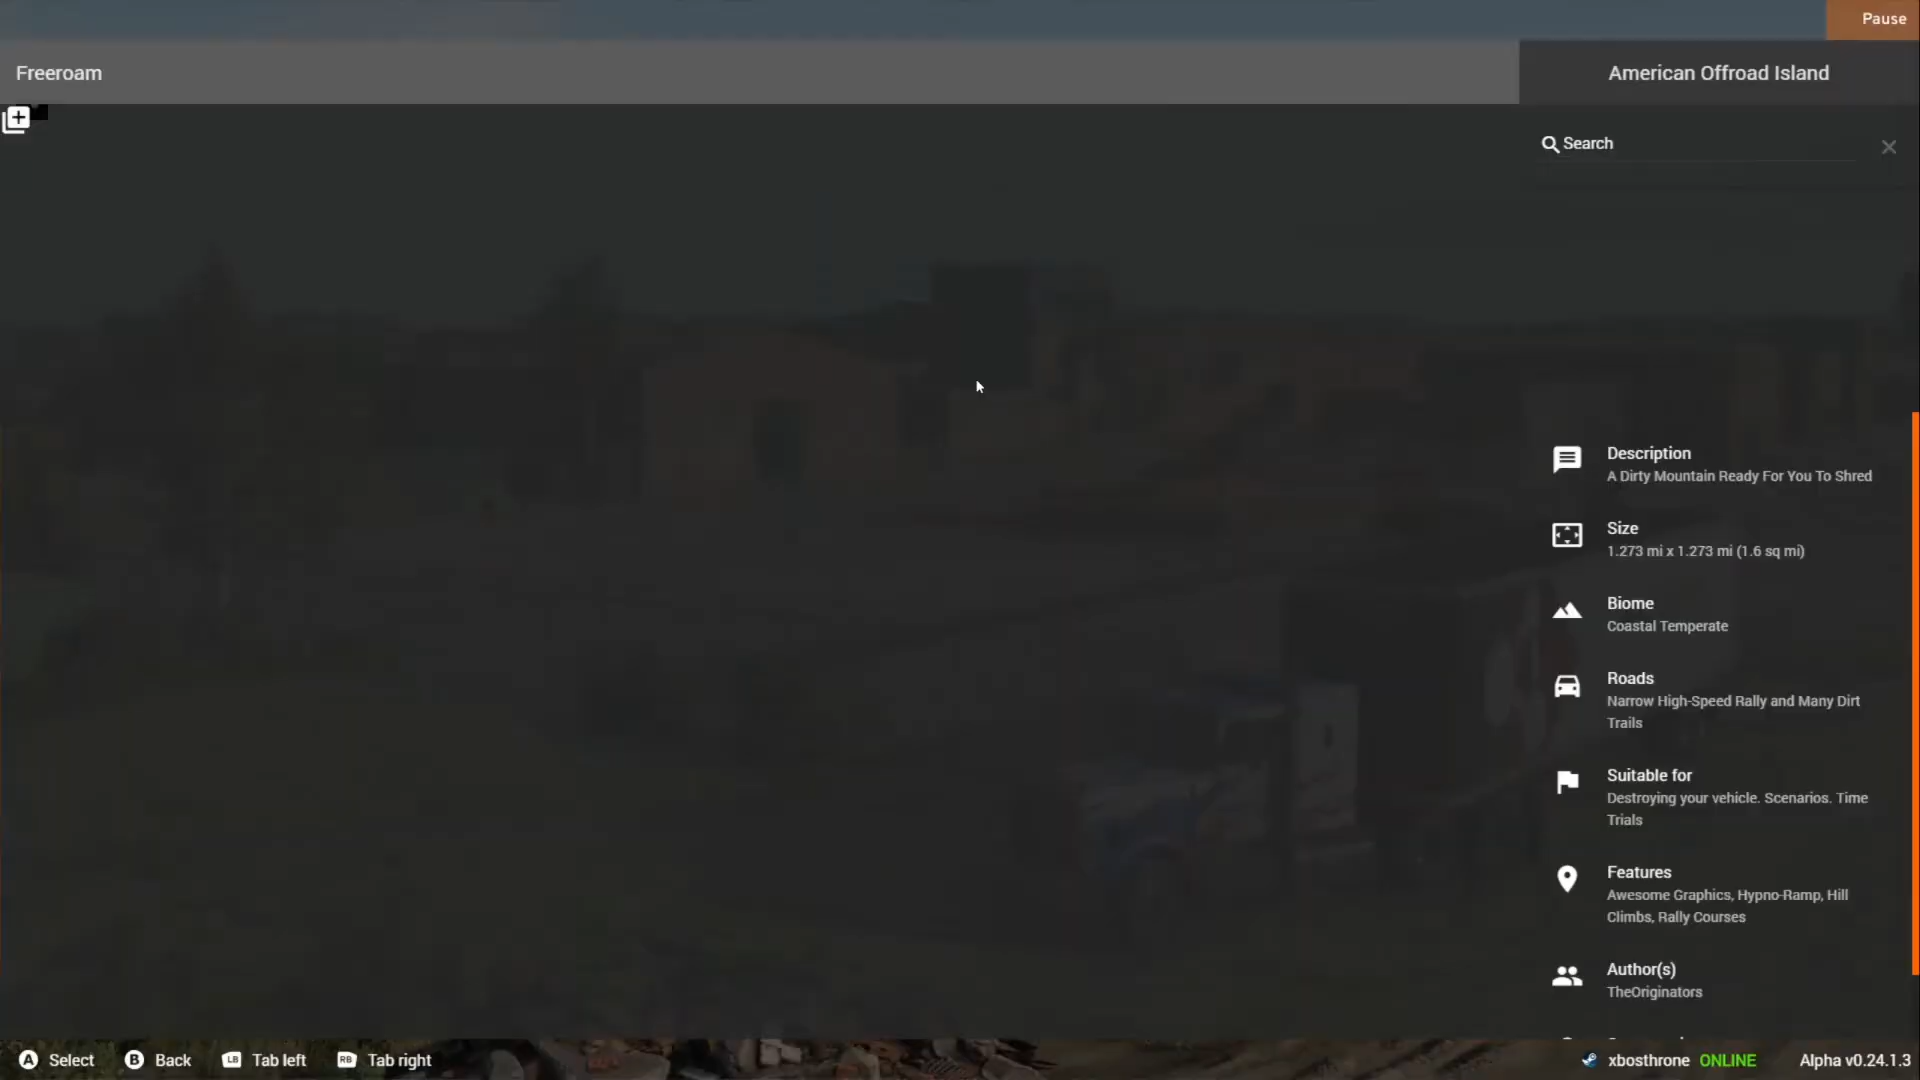 Pause
Freeroam
American Offroad Island
Search
Description
A Dirty Mountain Ready For You To Shred
Size
1.273 mi x 1.273 mi (1.6 sq mi)
Biome
Coastal Temperate
Roads
Narrow High-Speed Rally and Many Dirt
Trails
Suitable for
Destroying your vehicle. Scenarios. Time
Trials
Features
Awesome Graphics, Hypno-Ramp, Hill
Climbs, Rally Courses
Author(s)
TheOriginators
A Select B Back LB Tab left RB Tab right xbosthrone ONLINE Alpha v0.24.1.3